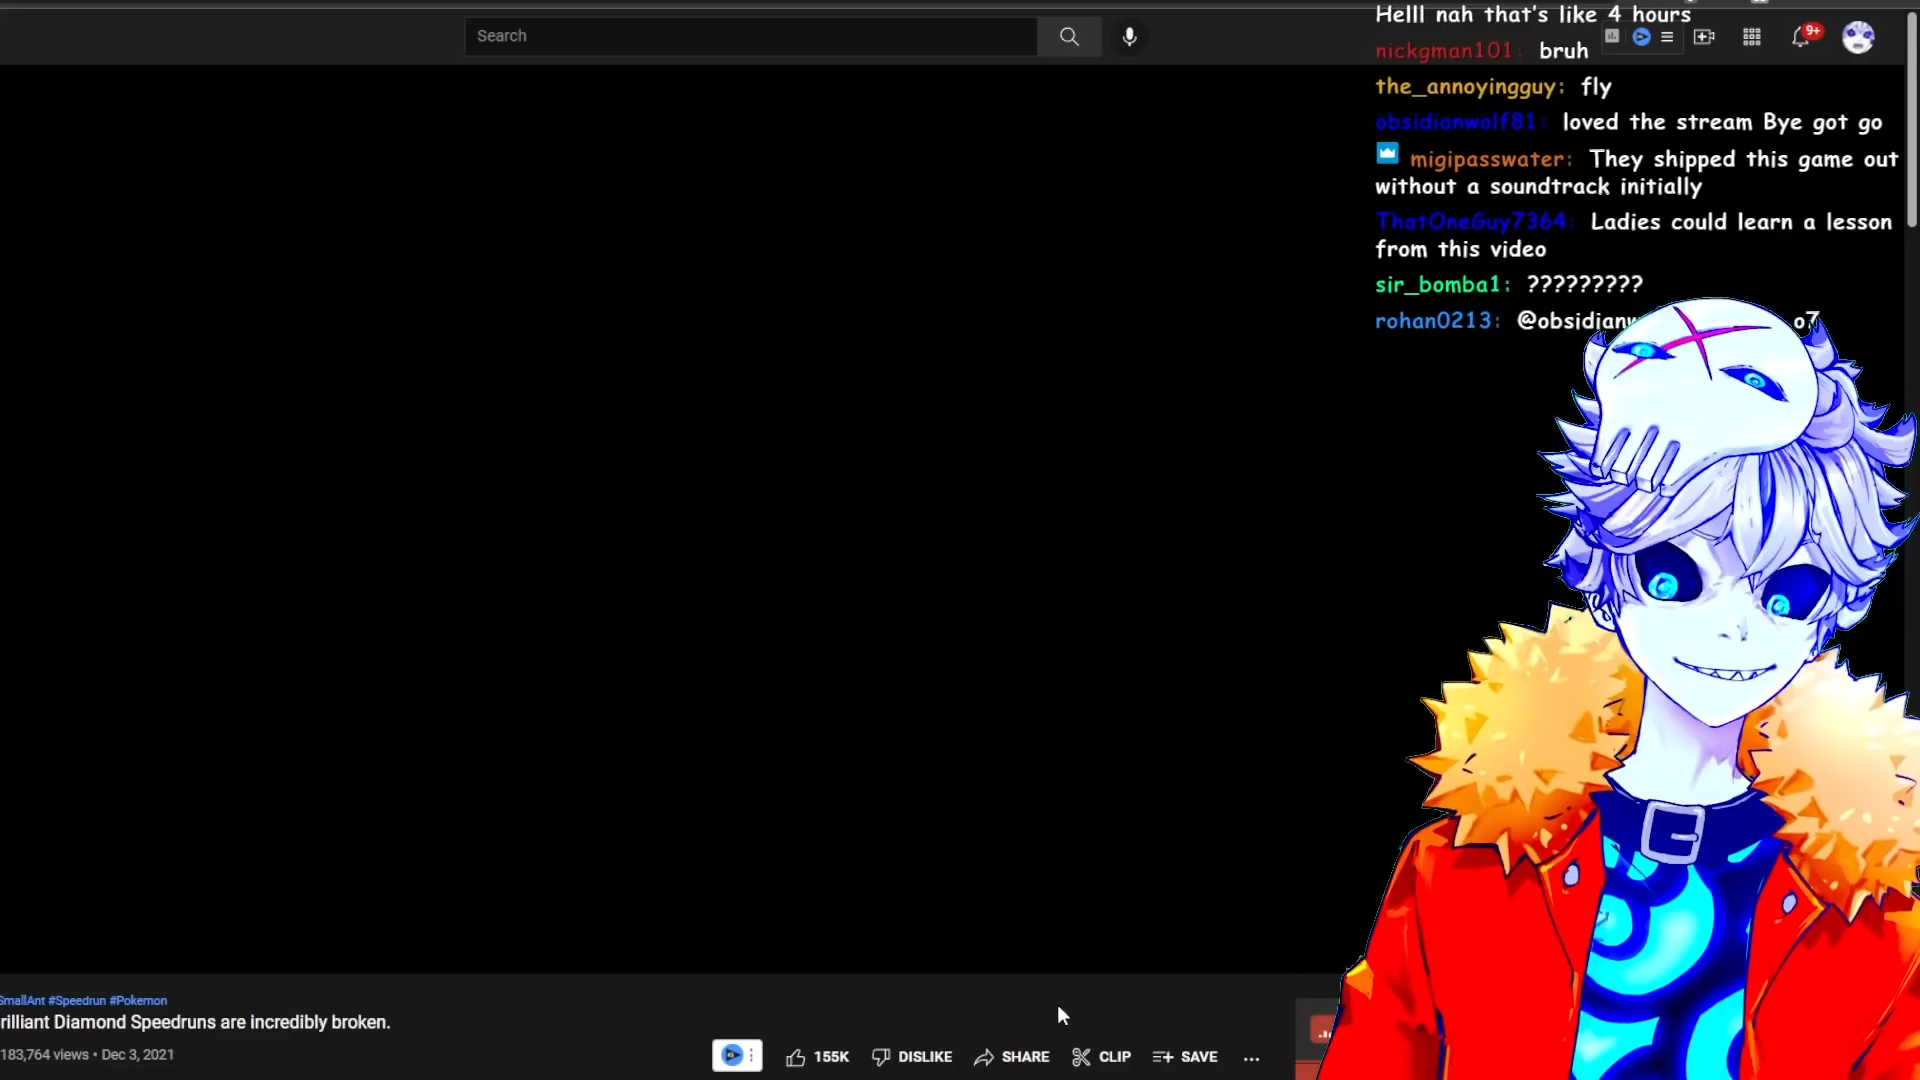 Search
9+
Helll nah that's like 4 hours
nickgman101: bruh
the_annoyingguy: fly
obsidianwolf81: loved the stream Bye got go
migipasswater: They shipped this game out
without a soundtrack initially
ThatOneGuy7364: Ladies could learn a lesson
from this video
sir_bomba1: ?????????
rohan0213: o7
SmallAnt #Speedrun #Pokemon
rilliant Diamond Speedruns are incredibly broken.
183,764 views • Dec 3, 2021
155K
DISLIKE
SHARE
CLIP
SAVE